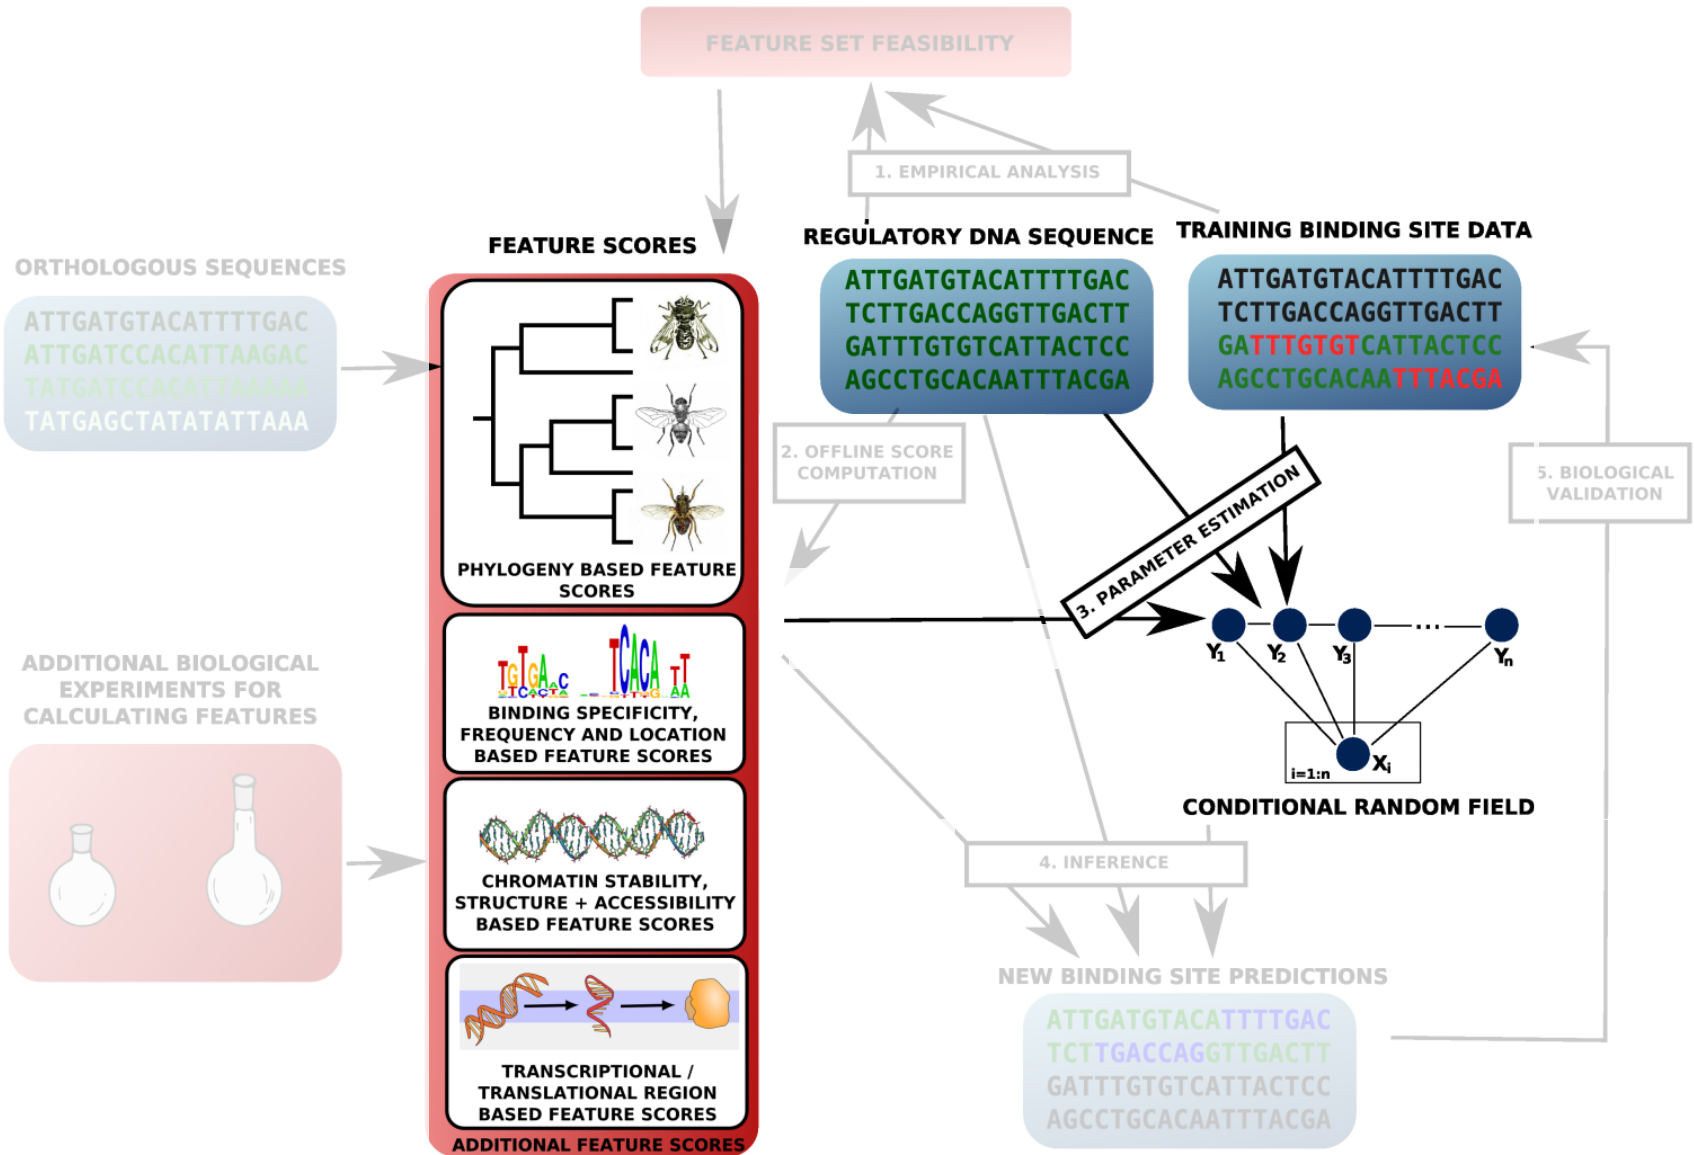 FEATURE SET FEASIBILITY
1. EMPIRICAL ANALYSIS
ORTHOLOGOUS SEQUENCES
ATTGATGTACATTTTGAC
ATTGATCCACATTAAGAC
TATGATCCACATTAAAAA
TATGAGCTATATATTAAA
ADDITIONAL BIOLOGICAL
EXPERIMENTS FOR
CALCULATING FEATURES
FEATURE SCORES
PHYLOGENY BASED FEATURE
SCORES
TGTGA
TCACA
BINDING SPECIFICITY,
FREQUENCY AND LOCATION
BASED FEATURE SCORES
CHROMATIN STABILITY,
STRUCTURE + ACCESSIBILITY
BASED FEATURE SCORES
TRANSCRIPTIONAL /
TRANSLATIONAL REGION
BASED FEATURE SCORES
ADDITIONAL FEATURE SCORES
REGULATORY DNA SEQUENCE
ATTGATGTACATTTTGAC
TCTTGACCAGGTTGACTT
GATTTGTGTCATTACTCC
AGCCTGCACAATTTACGA
TRAINING BINDING SITE DATA
ATTGATGTACATTTTGAC
TCTTGACCAGGTTGACTT
GATTTGTGTCATTACTCC
AGCCTGCACAATTTACGA
2. OFFLINE SCORE
COMPUTATION
3. PARAMETER ESTIMATION
5. BIOLOGICAL
VALIDATION
...
Y1
Y2
Y3
Yn
Xi
i=1:n
CONDITIONAL RANDOM FIELD
4. INFERENCE
NEW BINDING SITE PREDICTIONS
ATTGATGTACATTTTGAC
TCTTGACCAGGTTGACTT
GATTTGTGTCATTACTCC
AGCCTGCACAATTTACGA